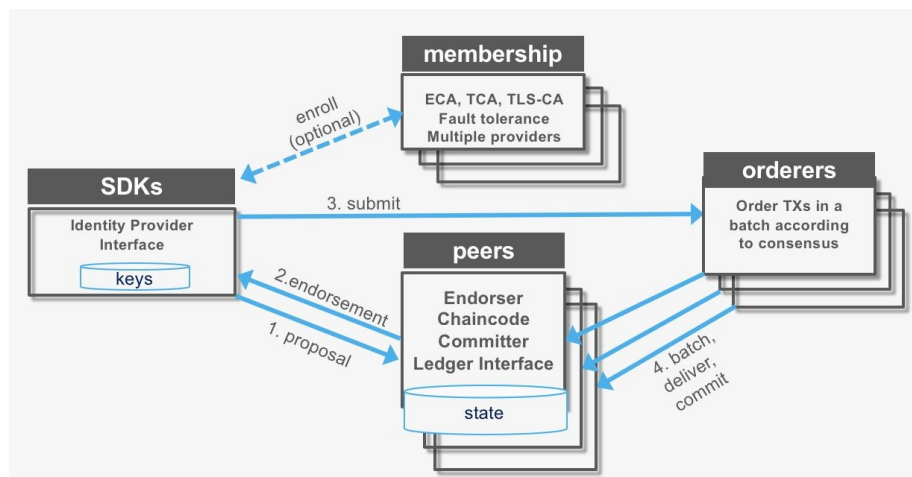 membership
ECA, TCA, TLS-CA
Fault tolerance
Multiple providers
enroll
(optional)
SDKs
Identity Provider
Interface
keys
3. submit
orderers
Order TXs in a
batch according
to consensus
2.endorsement
1. proposal
peers
Endorser
Chaincode
Committer
Ledger Interface
state
4. batch,
deliver,
commit